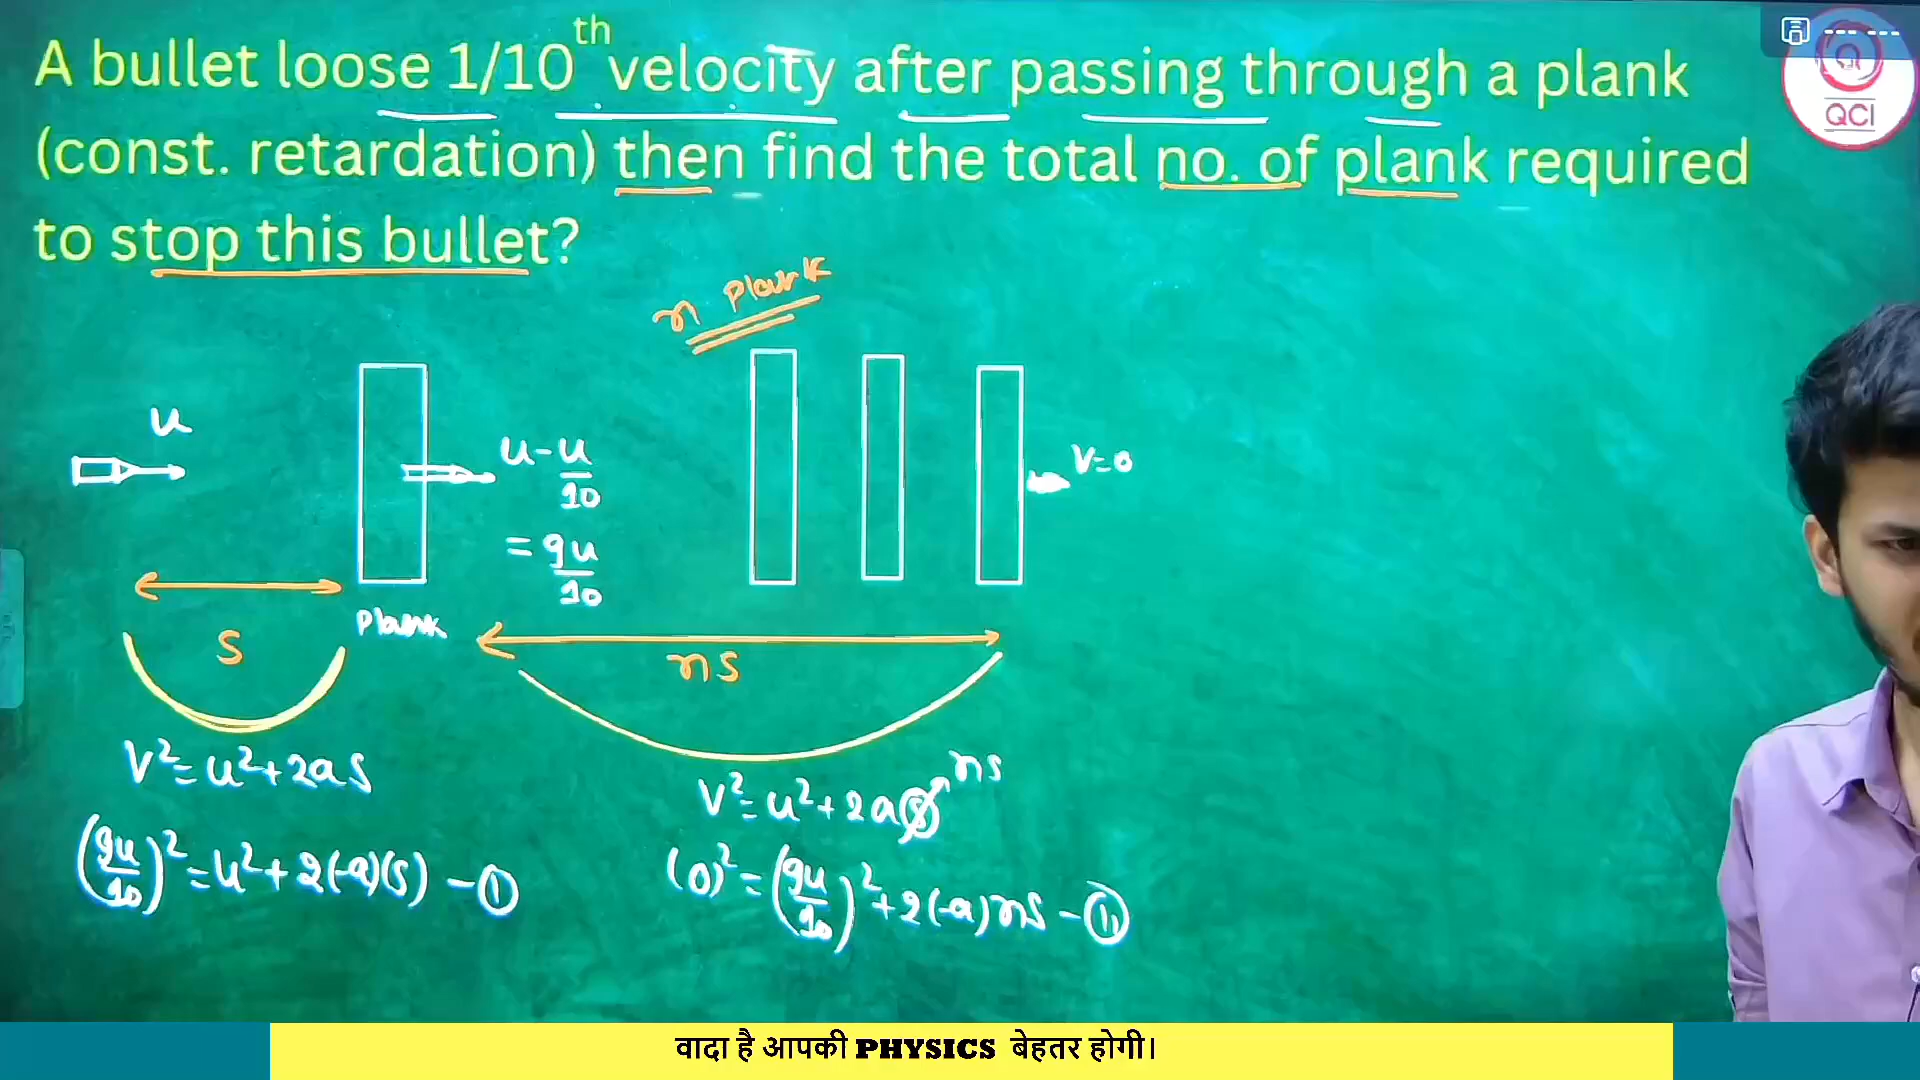 A bullet loose 1/10th velocity after passing through a plank
(const. retardation) then find the total no. of plank required
to stop this bullet?
QCI
n Plank
u
u-u/10
= 9u/10
V=0
Plank
S
nS
V²=u²+2aS
(9u/10)²=u²+2(-a)(S) -①
V²=u²+2a(S) nS
(0)²=(9u/10)²+2(-a)nS -⑪
वादा है आपकी PHYSICS बेहतर होगी।